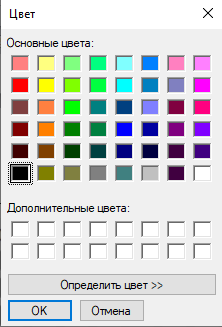 Цвет
Основные цвета:
Дополнительные цвета:
Определить цвет >>
OK
Отмена